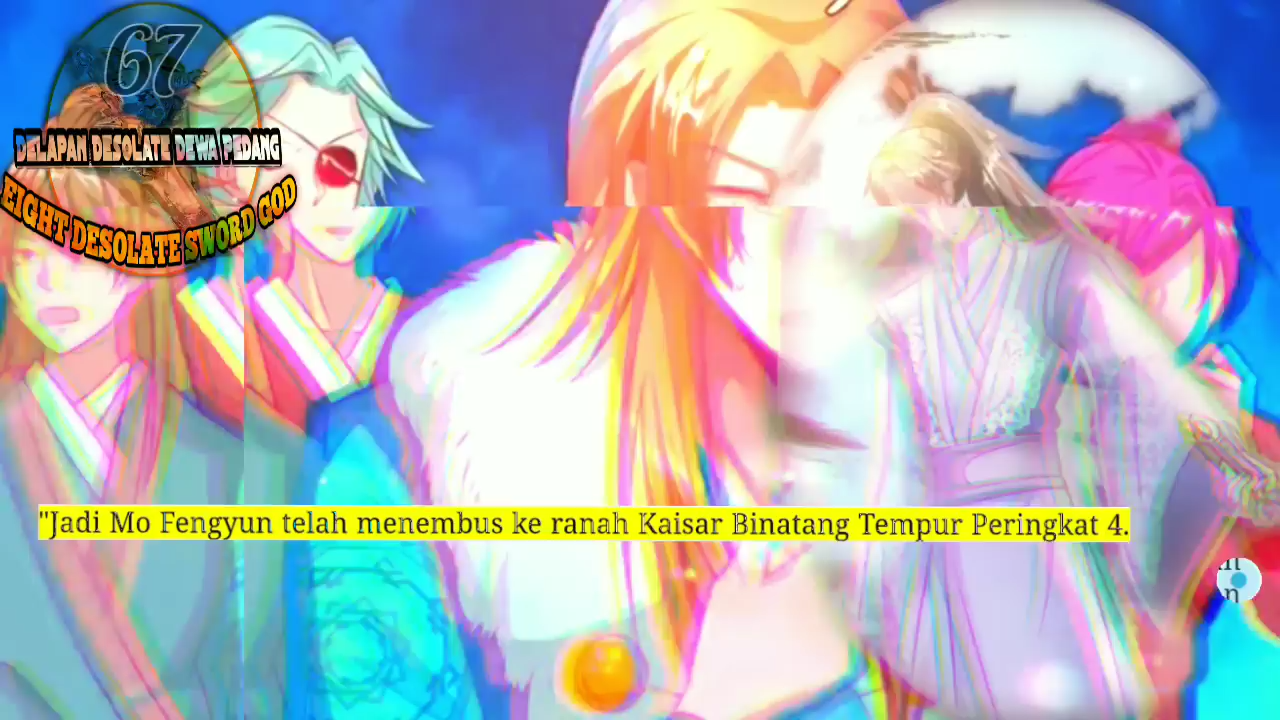 67
DELAPAN DESOLATE DEWA PEDANG
EIGHT DESOLATE SWORD GOD
"Jadi Mo Fengyun telah menembus ke ranah Kaisar Binatang Tempur Peringkat 4.